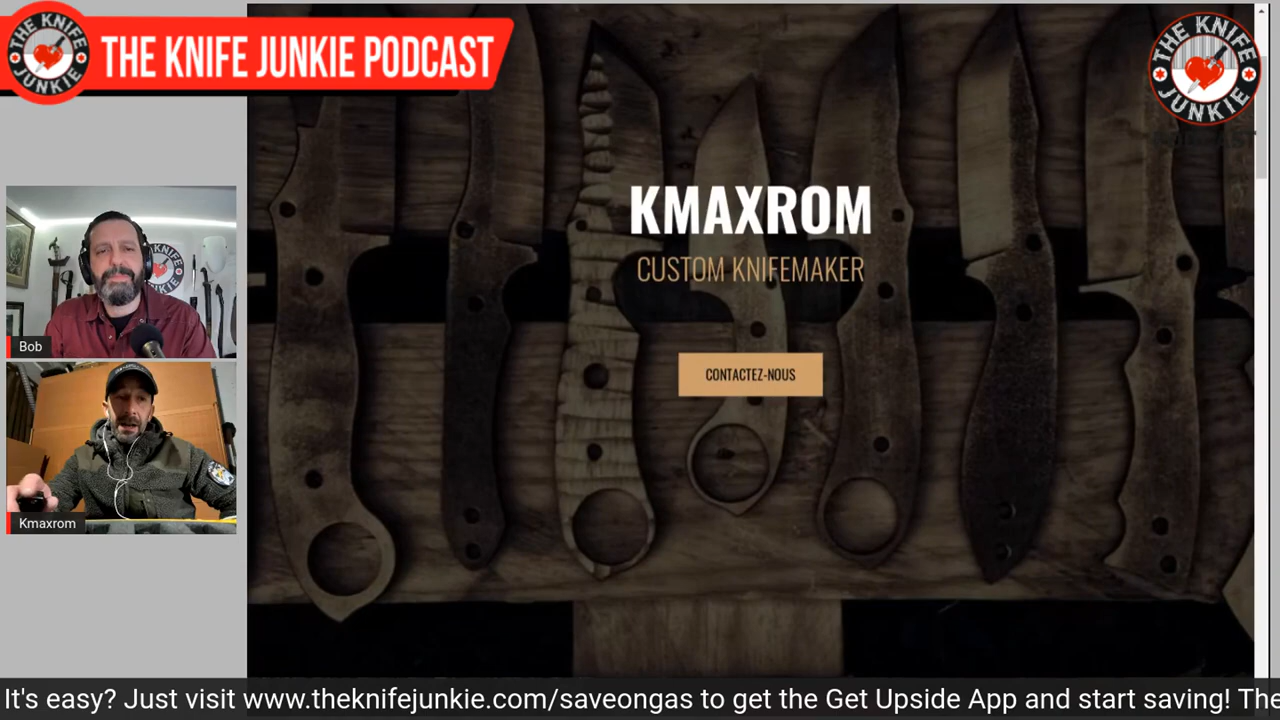 THE KNIFE JUNKIE
THE KNIFE JUNKIE PODCAST
THE KNIFE JUNKIE
KNIFE
Bob
Kmaxrom
KMAXROM
CUSTOM KNIFEMAKER
CONTACTEZ-NOUS
It's easy? Just visit www.theknifejunkie.com/saveongas to get the Get Upside App and start saving! The